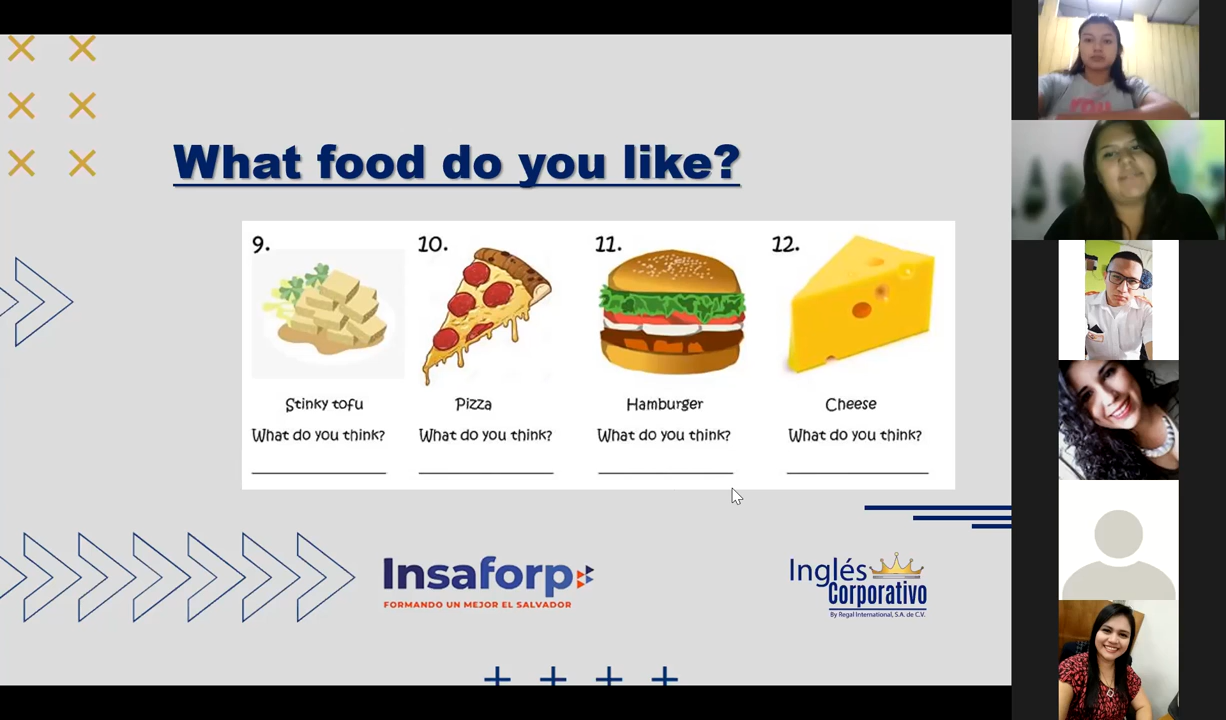 What food do you like?
9. 10. 11. 12.
Stinky tofu Pizza Hamburger Cheese
What do you think? What do you think? What do you think? What do you think?
Insaforp
FORMANDO UN MEJOR EL SALVADOR
Inglés
Corporativo
By Regal International, S.A. de C.V.